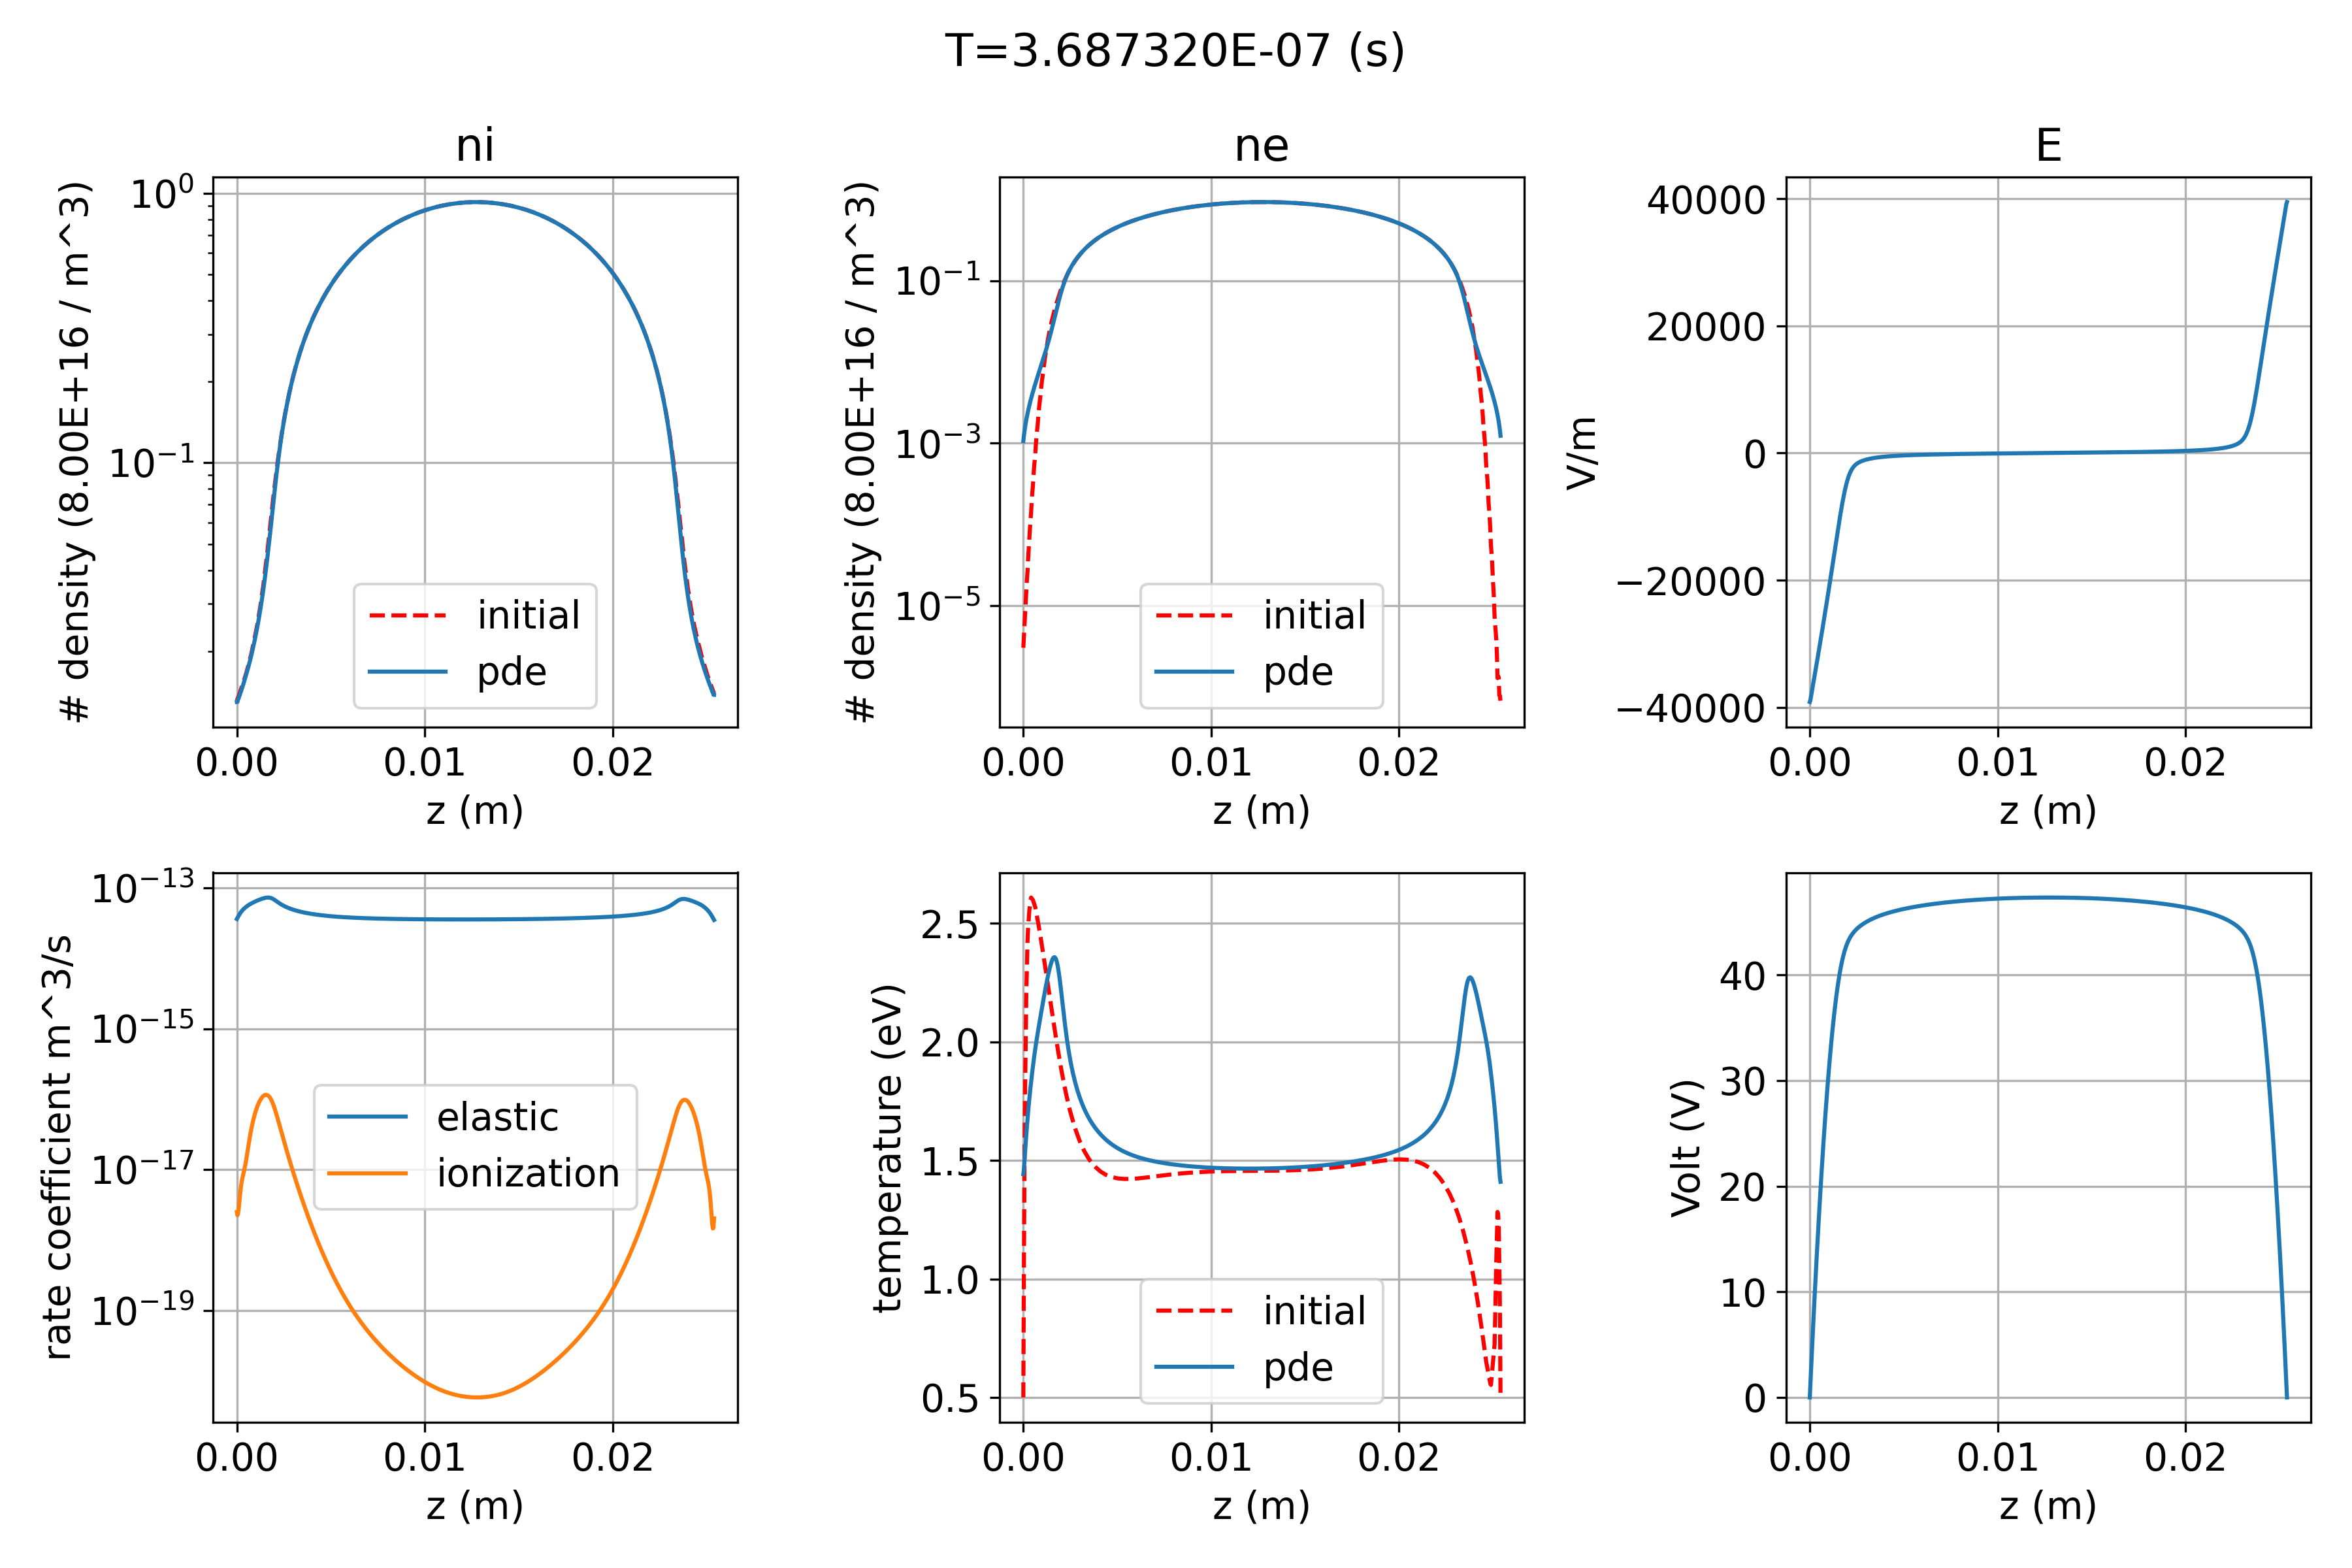 T=3.687320E-07 (s)
ni
# density (8.00E+16 / m^3)
10^0
10^−1
initial
pde
0.00 0.01 0.02
z (m)
ne
# density (8.00E+16 / m^3)
10^−1
10^−3
10^−5
initial
pde
0.00 0.01 0.02
z (m)
E
V/m
40000
20000
0
−20000
−40000
0.00 0.01 0.02
z (m)
rate coefficient m^3/s
10^−13
10^−15
10^−17
10^−19
elastic
ionization
0.00 0.01 0.02
z (m)
temperature (eV)
2.5
2.0
1.5
1.0
0.5
initial
pde
0.00 0.01 0.02
z (m)
Volt (V)
40
30
20
10
0
0.00 0.01 0.02
z (m)